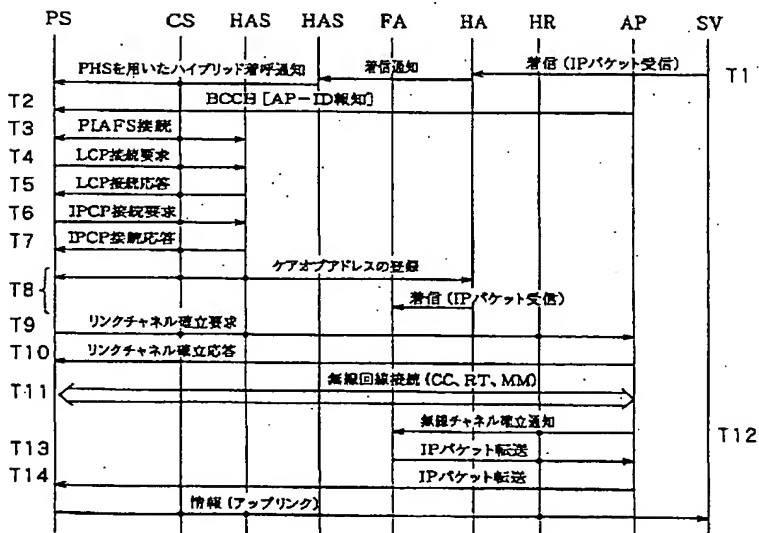 PS CS HAS HAS FA HA HR AP SV
PHSを用いたハイブリッド着呼通知 着信通知 着信(IPパケット受信) T1
T2 BCCH [AP-ID報知]
T3 PIAFS接続
T4 LCP接続要求
T5 LCP接続応答
T6 IPCP接続要求
T7 IPCP接続応答
ケアオブアドレスの登録
T8 着信(IPパケット受信)
T9 リンクチャネル確立要求
T10 リンクチャネル確立応答
T11 無線回線接続(CC、RT、MM)
無線チャネル確立通知 T12
T13 IPパケット転送
T14 IPパケット転送
情報(アップリンク)